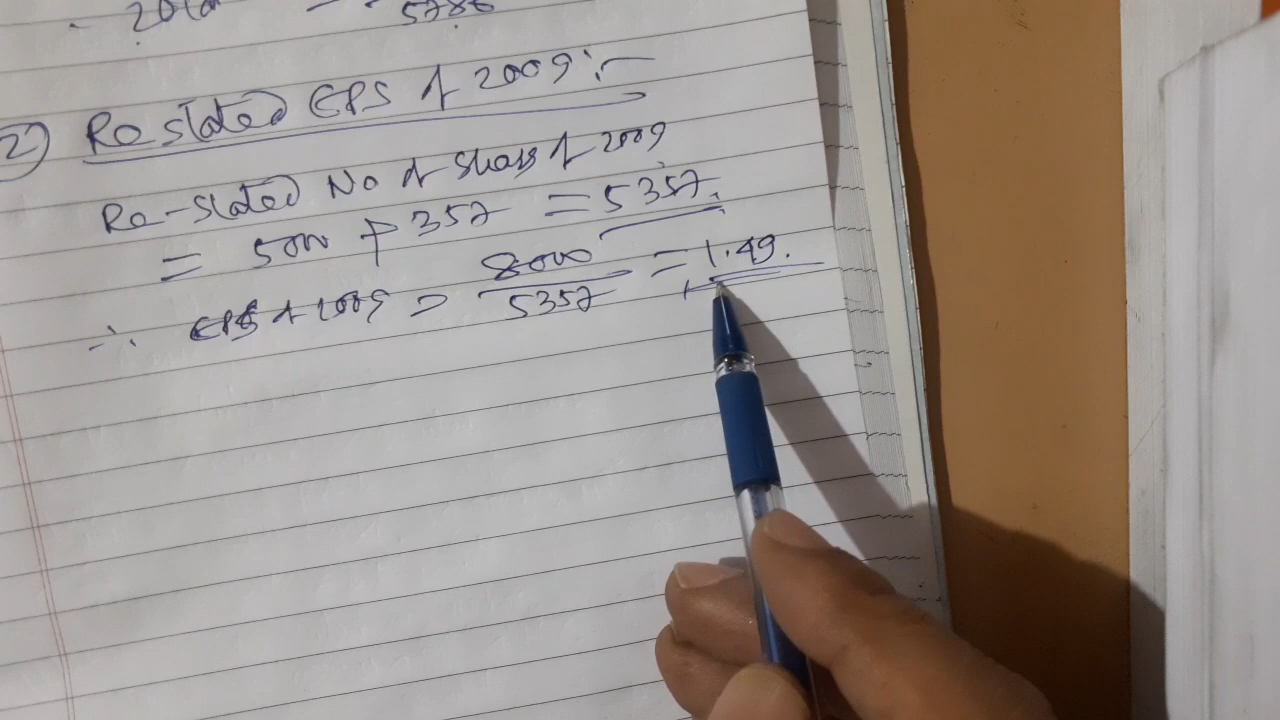 - 2010 = 5786
2) Re-stated EPS of 2009:-
Re-stated No of shares of 2009
= 5000 + 357 = 5357.
∴ EPS of 2009 = 8000/5357 = 1.49.